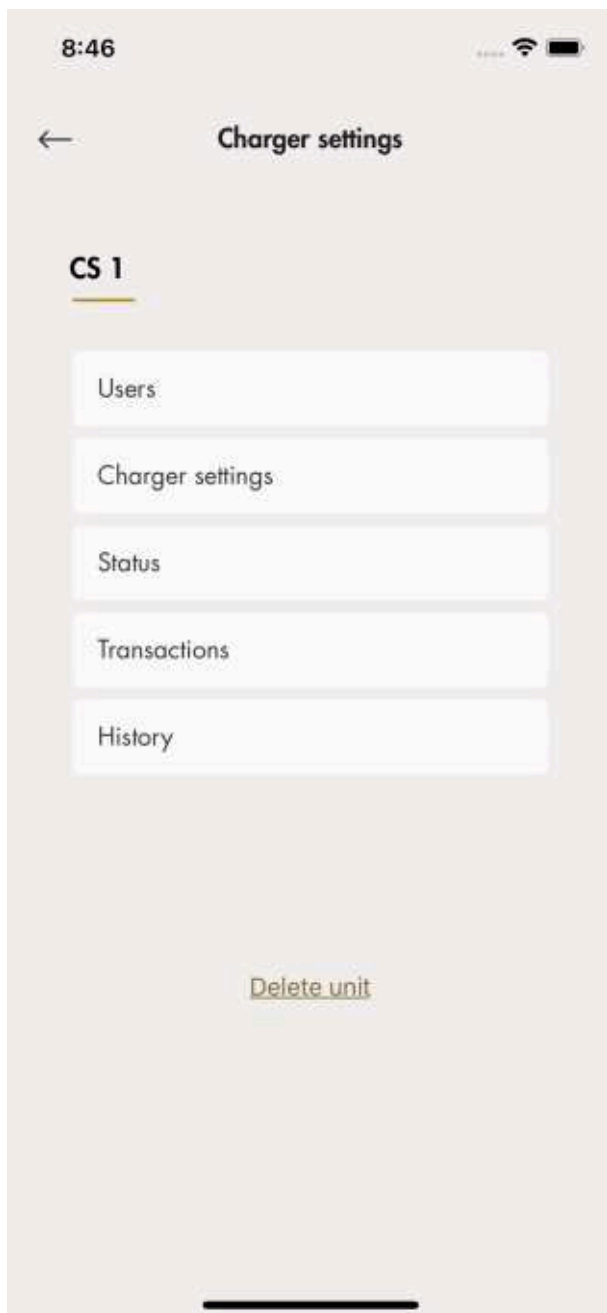 8:46
Charger settings
CS 1
Users
Charger settings
Status
Transactions
History
Delete unit